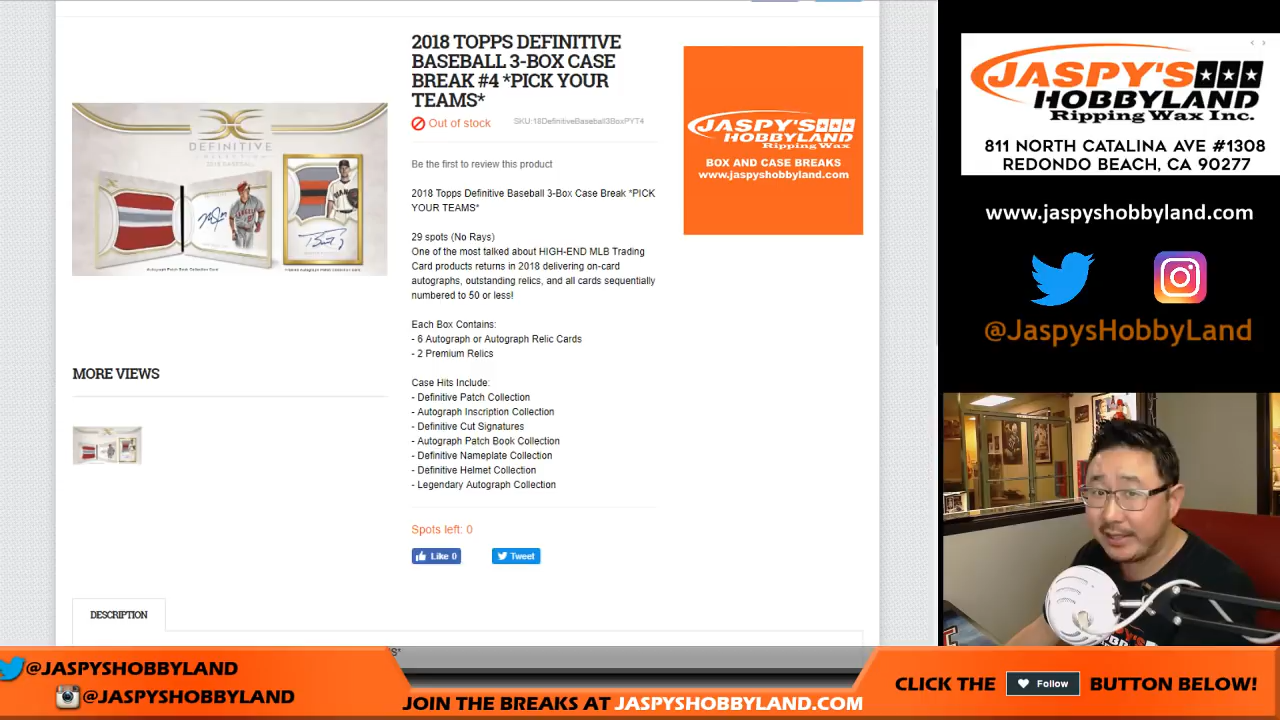 2018 TOPPS DEFINITIVE
BASEBALL 3-BOX CASE
BREAK #4 *PICK YOUR
TEAMS*
Out of stock
SKU:18DefinitiveBaseball3BoxPYT4
Be the first to review this product
2018 Topps Definitive Baseball 3-Box Case Break *PICK
YOUR TEAMS*
29 spots (No Rays)
One of the most talked about HIGH-END MLB Trading
Card products returns in 2018 delivering on-card
autographs, outstanding relics, and all cards sequentially
numbered to 50 or less!
Each Box Contains:
- 6 Autograph or Autograph Relic Cards
- 2 Premium Relics
Case Hits Include:
- Definitive Patch Collection
- Autograph Inscription Collection
- Definitive Cut Signatures
- Autograph Patch Book Collection
- Definitive Nameplate Collection
- Definitive Helmet Collection
- Legendary Autograph Collection
Spots left: 0
Like 0
Tweet
DEFINITIVE
COLLECTION
2018 BASEBALL
MORE VIEWS
DESCRIPTION
JASPY'S
HOBBYLAND
Ripping Wax
BOX AND CASE BREAKS
www.jaspyshobbyland.com
JASPY'S
HOBBYLAND
Ripping Wax Inc.
811 NORTH CATALINA AVE #1308
REDONDO BEACH, CA 90277
www.jaspyshobbyland.com
@JaspysHobbyLand
@JASPYSHOBBYLAND
@JASPYSHOBBYLAND
JOIN THE BREAKS AT JASPYSHOBBYLAND.COM
CLICK THE Follow BUTTON BELOW!